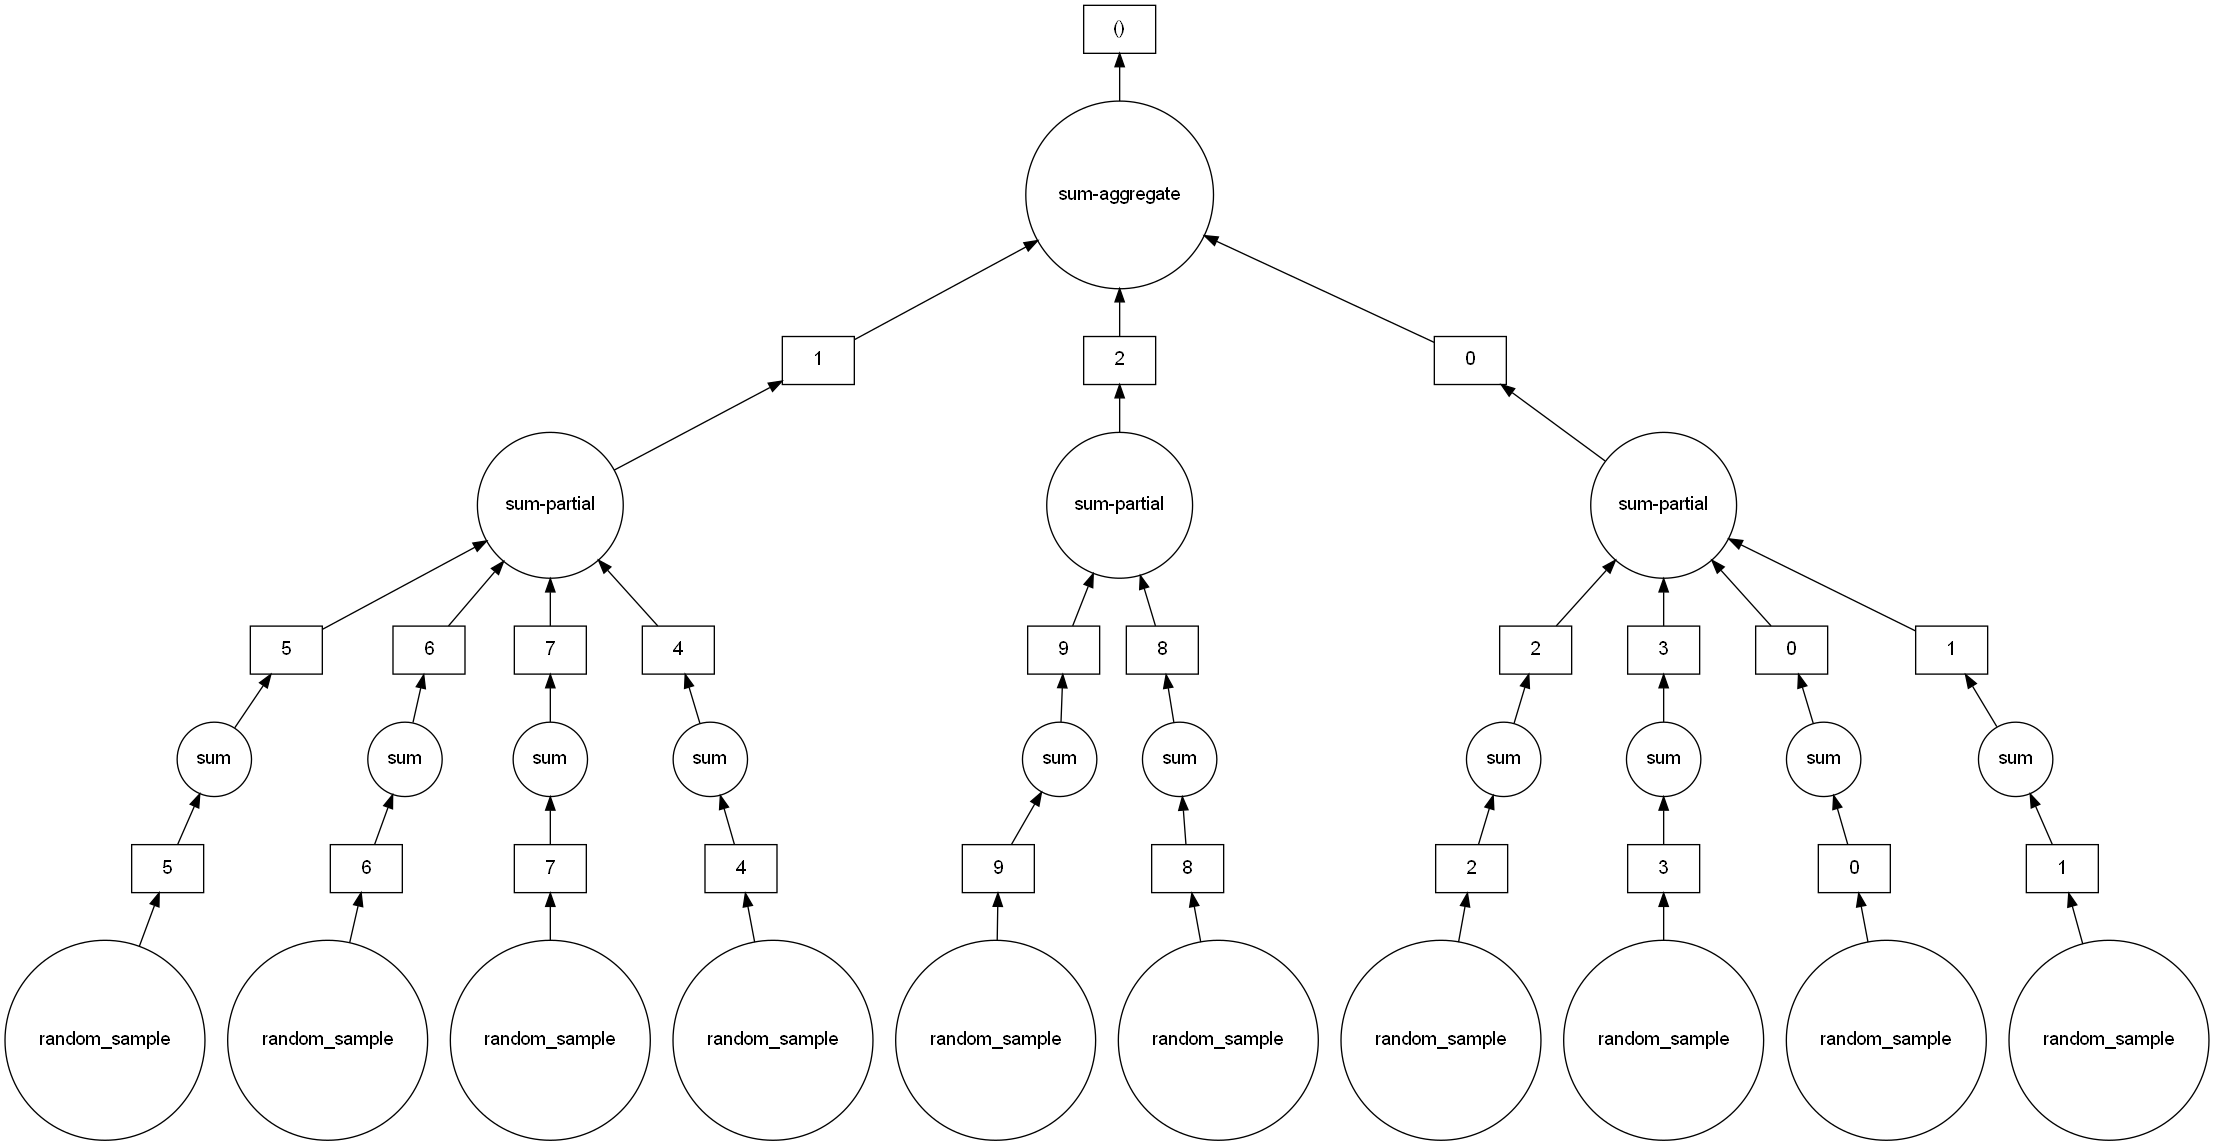 ()
sum-aggregate
1
2
0
sum-partial
sum-partial
sum-partial
5
6
7
4
9
8
2
3
0
1
sum
sum
sum
sum
sum
sum
sum
sum
sum
sum
5
6
7
4
9
8
2
3
0
1
random_sample
random_sample
random_sample
random_sample
random_sample
random_sample
random_sample
random_sample
random_sample
random_sample